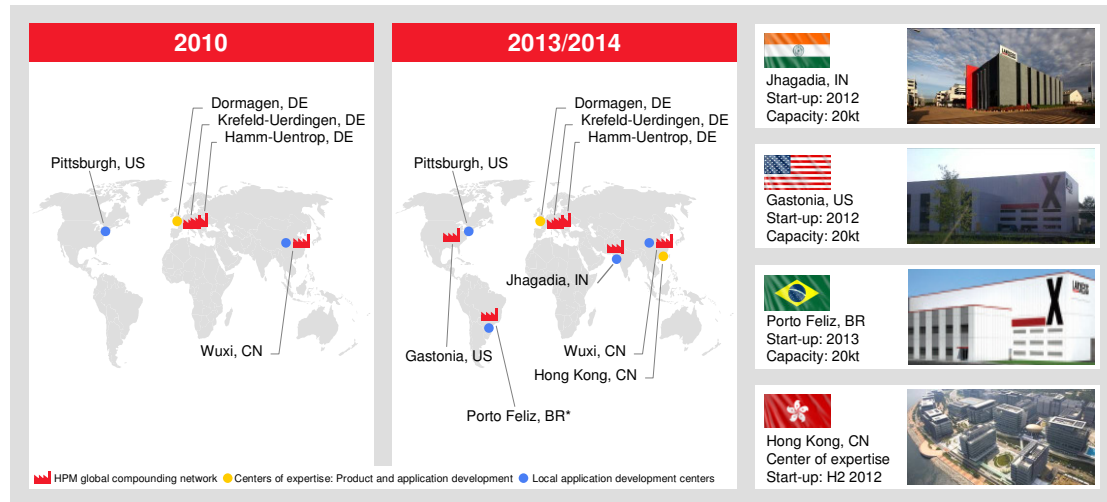 2010
Dormagen, DE
Krefeld-Uerdingen, DE
Hamm-Uentrop, DE
Pittsburgh, US
Wuxi, CN
2013/2014
Dormagen, DE
Krefeld-Uerdingen, DE
Hamm-Uentrop, DE
Pittsburgh, US
Jhagadia, IN
Gastonia, US
Wuxi, CN
Hong Kong, CN
Porto Feliz, BR*
HPM global compounding network
Centers of expertise: Product and application development
Local application development centers
Jhagadia, IN
Start-up: 2012
Capacity: 20kt
LANXESS
Gastonia, US
Start-up: 2012
Capacity: 20kt
X
Porto Feliz, BR
Start-up: 2013
Capacity: 20kt
LANXESS
X
Hong Kong, CN
Center of expertise
Start-up: H2 2012